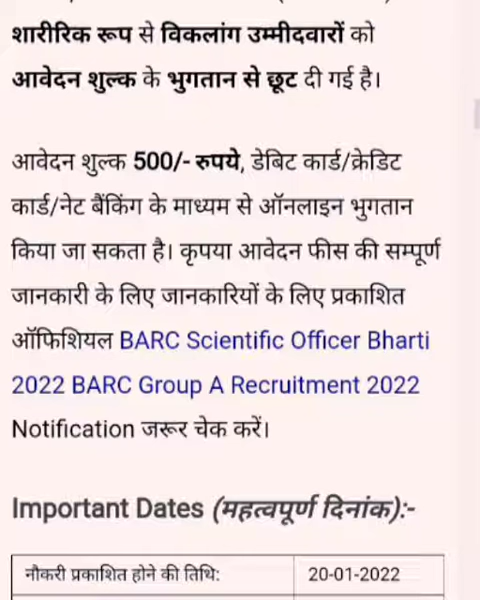 शारीरिक रूप से विकलांग उम्मीदवारों को
आवेदन शुल्क के भुगतान से छूट दी गई है।
आवेदन शुल्क 500/- रुपये, डेबिट कार्ड/क्रेडिट
कार्ड/नेट बैंकिंग के माध्यम से ऑनलाइन भुगतान
किया जा सकता है। कृपया आवेदन फीस की सम्पूर्ण
जानकारी के लिए जानकारियों के लिए प्रकाशित
ऑफिशियल BARC Scientific Officer Bharti
2022 BARC Group A Recruitment 2022
Notification जरूर चेक करें।
Important Dates (महत्वपूर्ण दिनांक):-
नौकरी प्रकाशित होने की तिथि: 20-01-2022